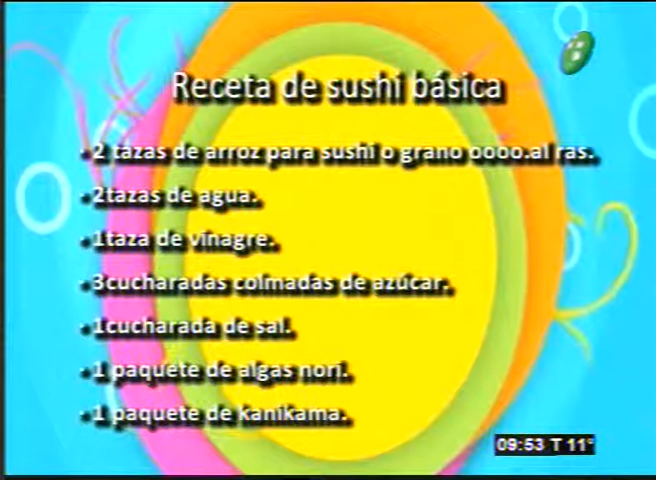 Receta de sushi básica
· 2 tázas de arroz para sushi o grano oooo.al ras.
· 2tazas de agua.
· 1taza de vinagre.
· 3cucharadas colmadas de azúcar.
· 1cucharada de sal.
· 1 paquete de algas nori.
· 1 paquete de kanikama.
09:53 T 11°